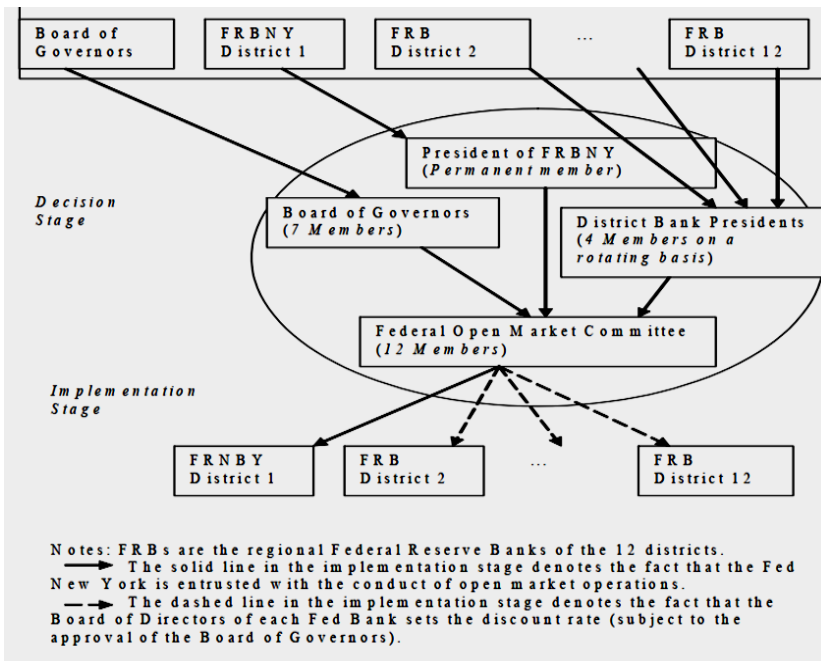 Board of
Governors
FRBNY
District 1
FRB
District 2
...
FRB
District 12
President of FRBNY
(Permanent member)
Decision
Stage
Board of Governors
(7 Members)
District Bank Presidents
(4 Members on a
rotating basis)
Federal Open Market Committee
(12 Members)
Implementation
Stage
FRNBY
District 1
FRB
District 2
...
FRB
District 12
Notes: FRBs are the regional Federal Reserve Banks of the 12 districts.
The solid line in the implementation stage denotes the fact that the Fed
New York is entrusted with the conduct of open market operations.
The dashed line in the implementation stage denotes the fact that the
Board of Directors of each Fed Bank sets the discount rate (subject to the
approval of the Board of Governors).